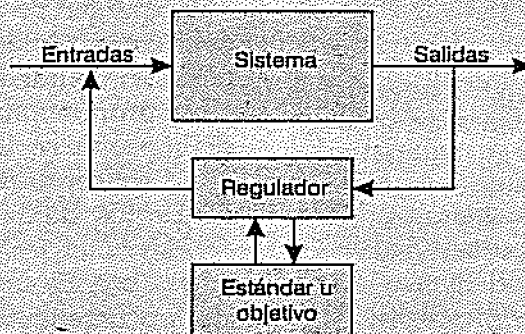 Entradas
Sistema
Salidas
Regulador
Estándar u
objetivo